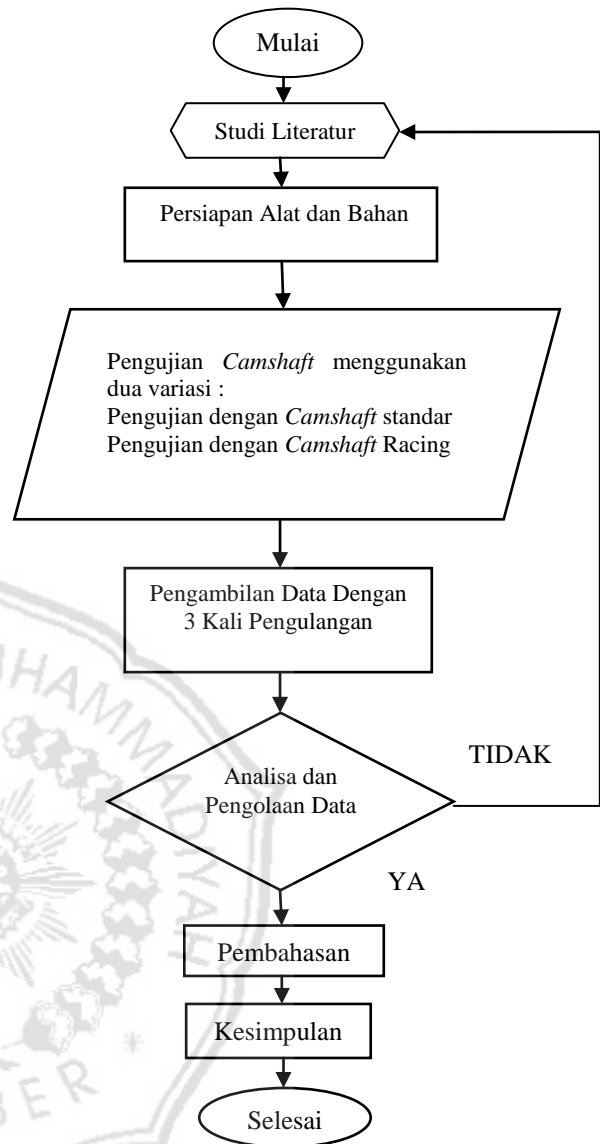 Mulai
Studi Literatur
Persiapan Alat dan Bahan
Pengujian Camshaft menggunakan
dua variasi :
Pengujian dengan Camshaft standar
Pengujian dengan Camshaft Racing
Pengambilan Data Dengan
3 Kali Pengulangan
Analisa dan
Pengolaan Data
TIDAK
YA
Pembahasan
Kesimpulan
Selesai